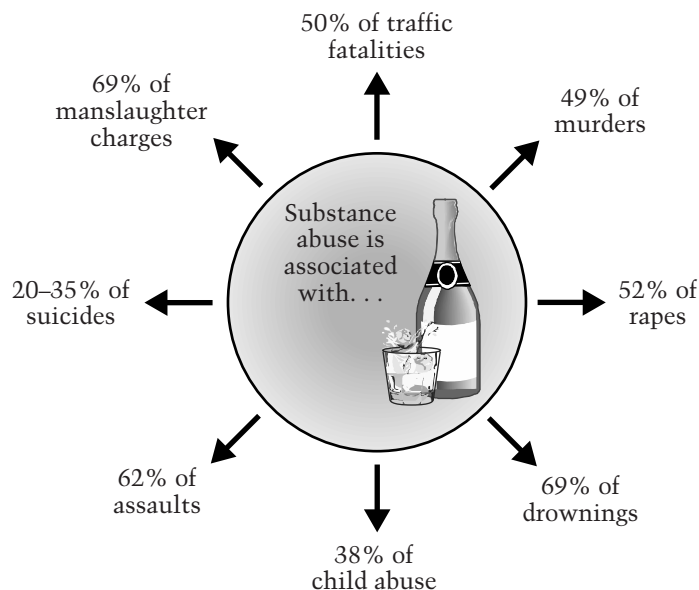 Substance
abuse is
associated
with. . .
50% of traffic
fatalities
49% of
murders
52% of
rapes
69% of
drownings
38% of
child abuse
62% of
assaults
20–35% of
suicides
69% of
manslaughter
charges